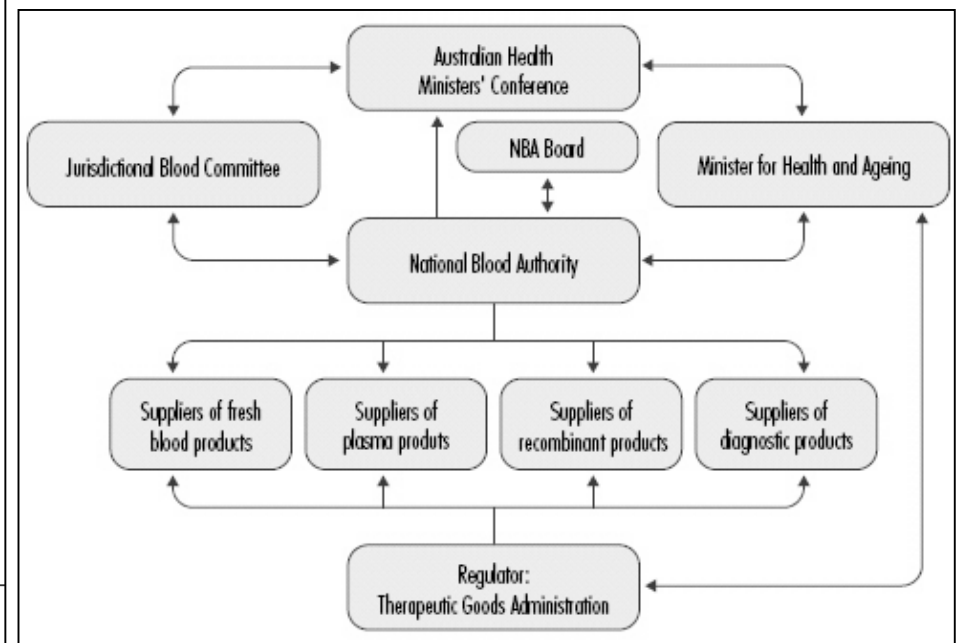 Australian Health
Ministers' Conference
Jurisdictional Blood Committee
NBA Board
Minister for Health and Ageing
National Blood Authority
Suppliers of fresh
blood products
Suppliers of
plasma produts
Suppliers of
recombinant products
Suppliers of
diagnostic products
Regulator:
Therapeutic Goods Administration